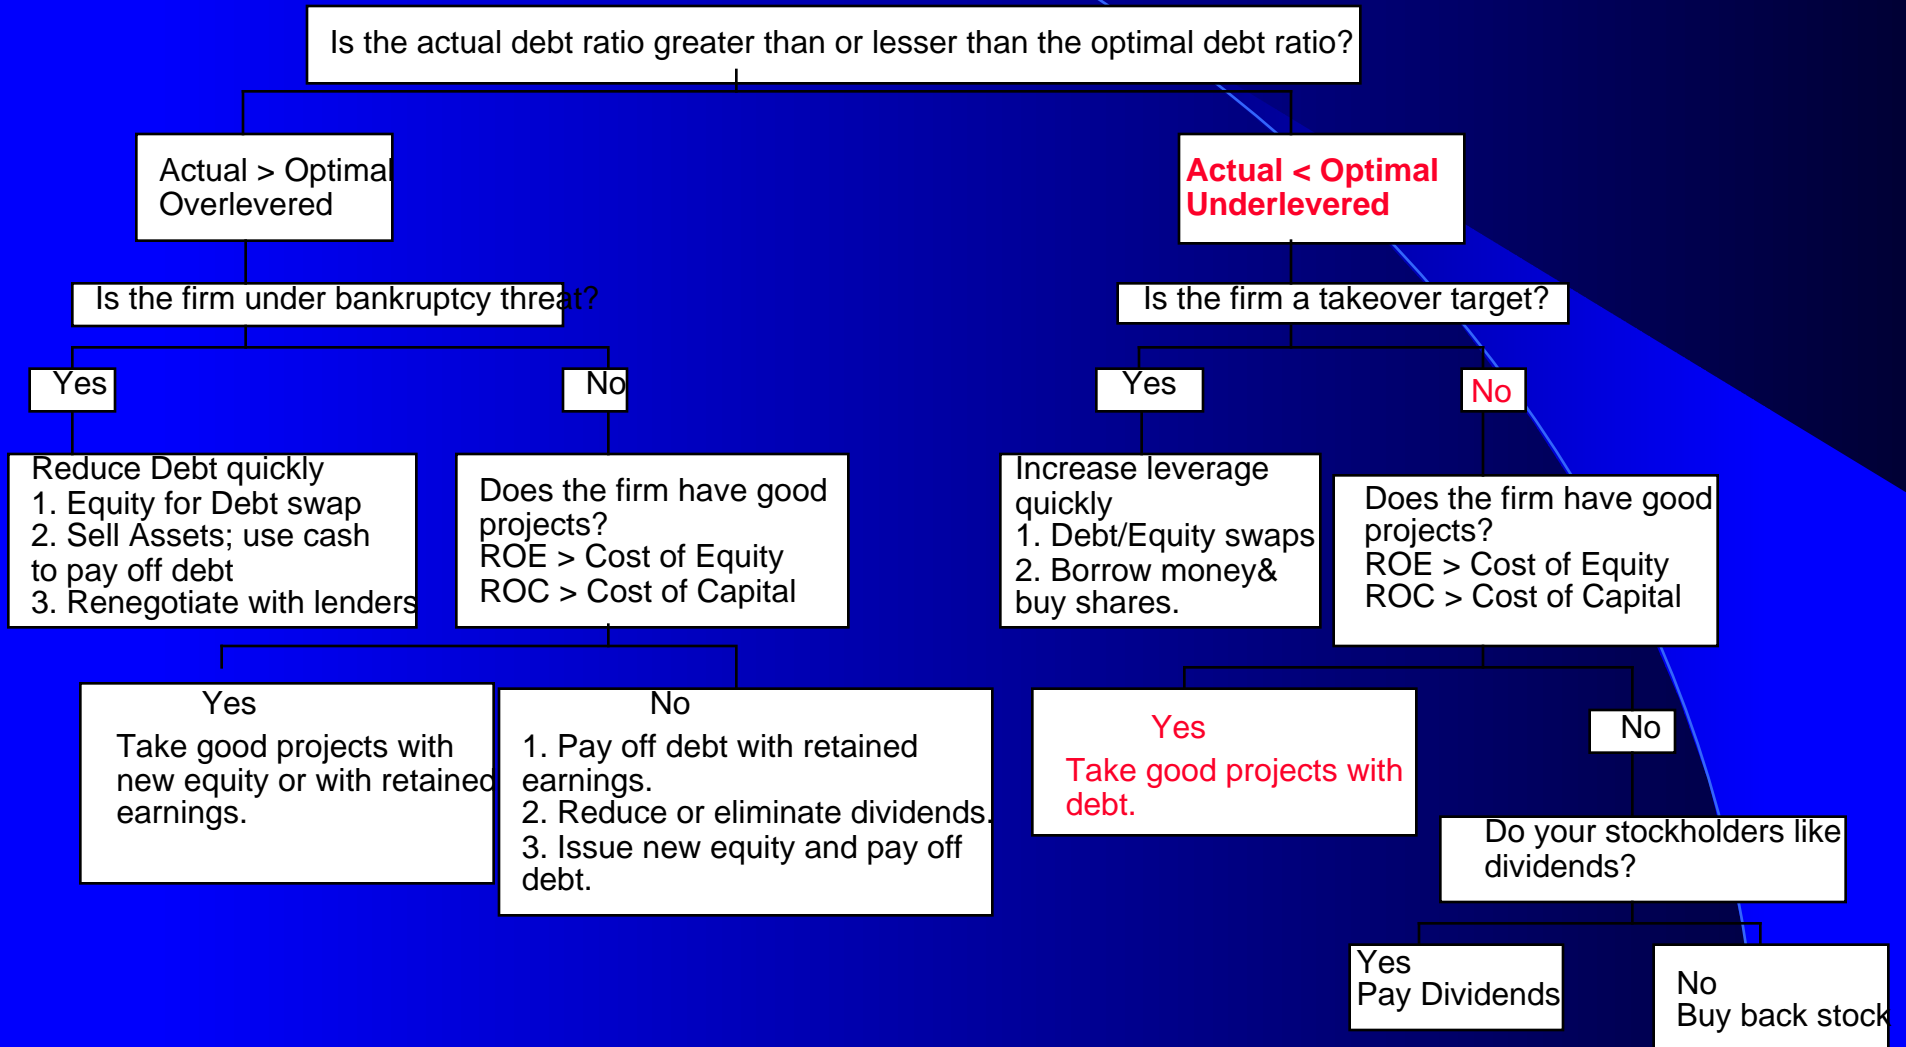 Is the actual debt ratio greater than or lesser than the optimal debt ratio?
Actual > Optimal
Overlevered
Actual < Optimal
Underlevered
Is the firm under bankruptcy threat?
Is the firm a takeover target?
Yes
No
Yes
No
Reduce Debt quickly
1. Equity for Debt swap
2. Sell Assets; use cash
to pay off debt
3. Renegotiate with lenders
Does the firm have good
projects?
ROE > Cost of Equity
ROC > Cost of Capital
Increase leverage
quickly
1. Debt/Equity swaps
2. Borrow money&
buy shares.
Does the firm have good
projects?
ROE > Cost of Equity
ROC > Cost of Capital
Yes
Take good projects with
new equity or with retained
earnings.
No
1. Pay off debt with retained
earnings.
2. Reduce or eliminate dividends.
3. Issue new equity and pay off
debt.
Yes
Take good projects with
debt.
No
Do your stockholders like
dividends?
Yes
Pay Dividends
No
Buy back stock